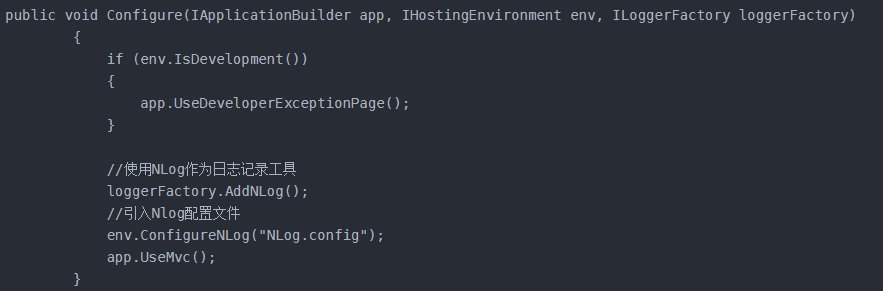 public void Configure(IApplicationBuilder app, IHostingEnvironment env, ILoggerFactory loggerFactory)
{
if (env.IsDevelopment())
{
app.UseDeveloperExceptionPage();
}
//使用NLog作为日志记录工具
loggerFactory.AddNLog();
//引入Nlog配置文件
env.ConfigureNLog("NLog.config");
app.UseMvc();
}